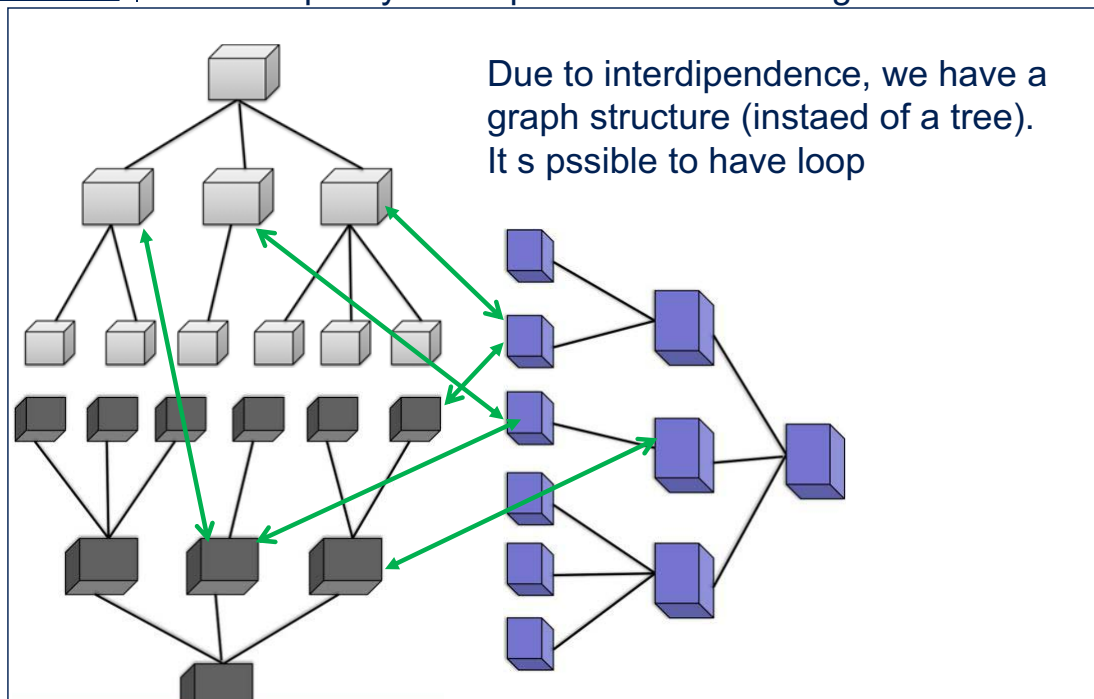 Due to interdipendence, we have a
graph structure (instaed of a tree).
It s pssible to have loop